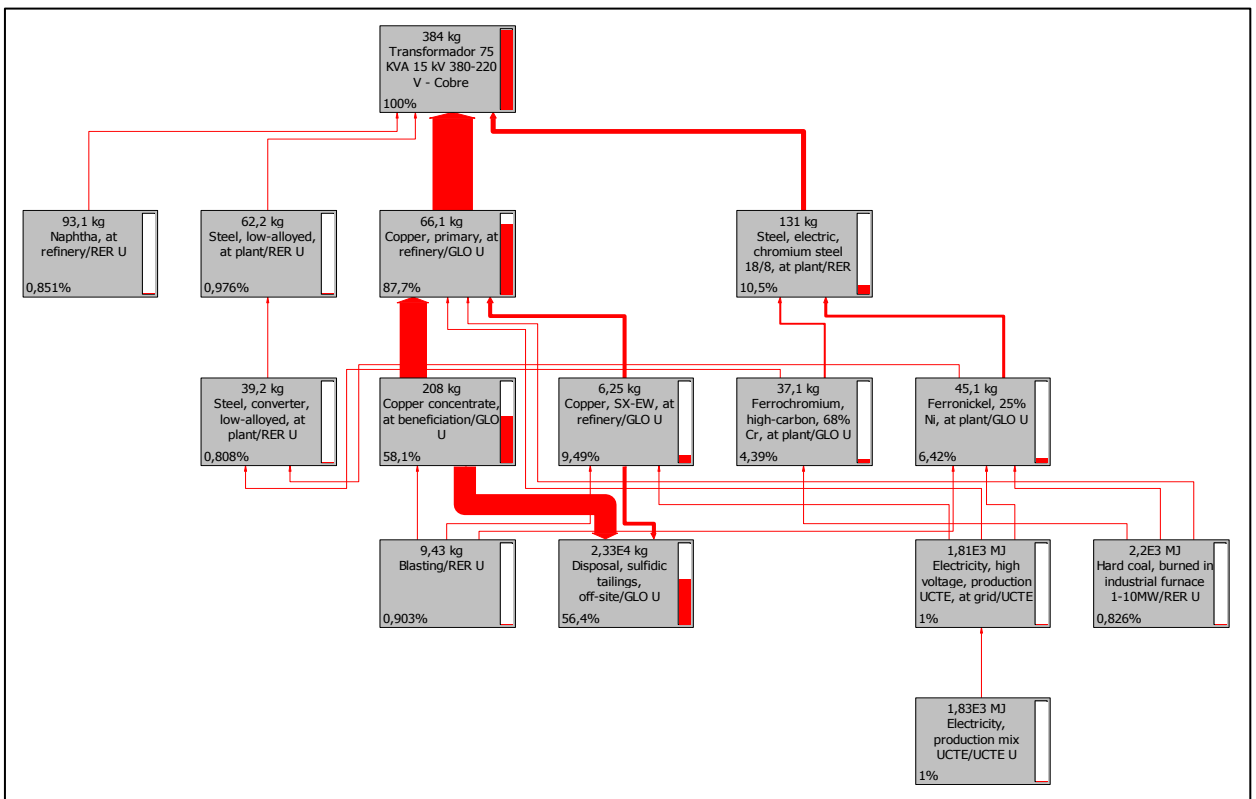 384 kg
Transformador 75
KVA 15 kV 380-220
V - Cobre
100%
93,1 kg
Naphtha, at
refinery/RER U
0,851%
62,2 kg
Steel, low-alloyed,
at plant/RER U
0,976%
66,1 kg
Copper, primary, at
refinery/GLO U
87,7%
131 kg
Steel, electric,
chromium steel
18/8, at plant/RER
10,5%
39,2 kg
Steel, converter,
low-alloyed, at
plant/RER U
0,808%
208 kg
Copper concentrate,
at beneficiation/GLO
U
58,1%
6,25 kg
Copper, SX-EW, at
refinery/GLO U
9,49%
37,1 kg
Ferrochromium,
high-carbon, 68%
Cr, at plant/GLO U
4,39%
45,1 kg
Ferronickel, 25%
Ni, at plant/GLO U
6,42%
9,43 kg
Blasting/RER U
0,903%
2,33E4 kg
Disposal, sulfidic
tailings,
off-site/GLO U
56,4%
1,81E3 MJ
Electricity, high
voltage, production
UCTE, at grid/UCTE
1%
2,2E3 MJ
Hard coal, burned in
industrial furnace
1-10MW/RER U
0,826%
1,83E3 MJ
Electricity,
production mix
UCTE/UCTE U
1%